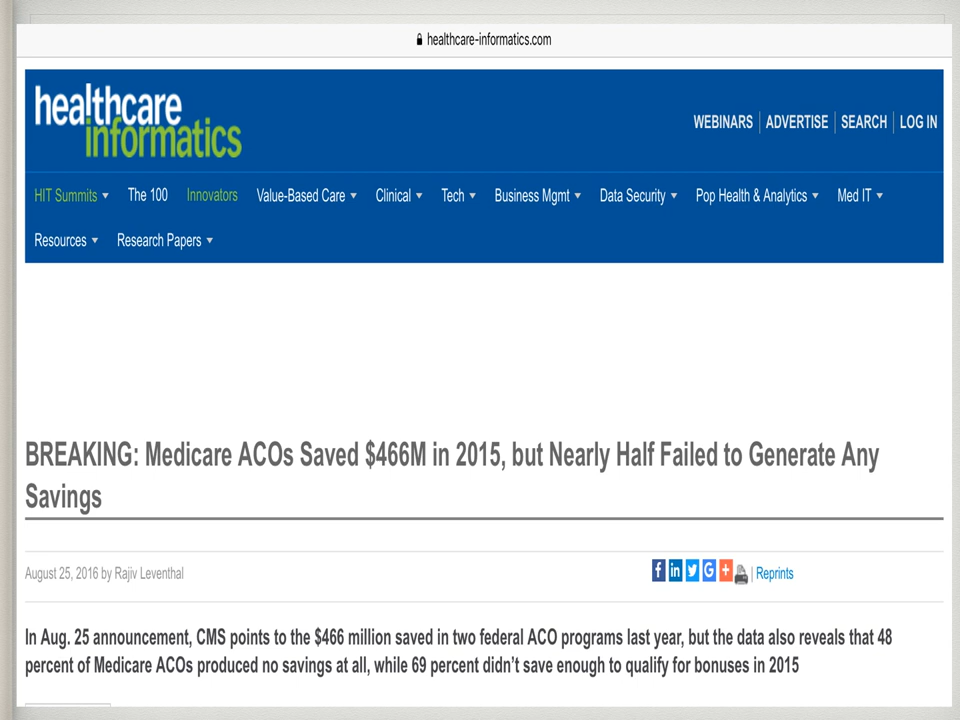 healthcare-informatics.com
healthcare
informatics
WEBINARS | ADVERTISE | SEARCH | LOG IN
HIT Summits The 100 Innovators Value-Based Care Clinical Tech Business Mgmt Data Security Pop Health & Analytics Med IT
Resources Research Papers
BREAKING: Medicare ACOs Saved $466M in 2015, but Nearly Half Failed to Generate Any
Savings
August 25, 2016 by Rajiv Leventhal | Reprints
In Aug. 25 announcement, CMS points to the $466 million saved in two federal ACO programs last year, but the data also reveals that 48
percent of Medicare ACOs produced no savings at all, while 69 percent didn't save enough to qualify for bonuses in 2015